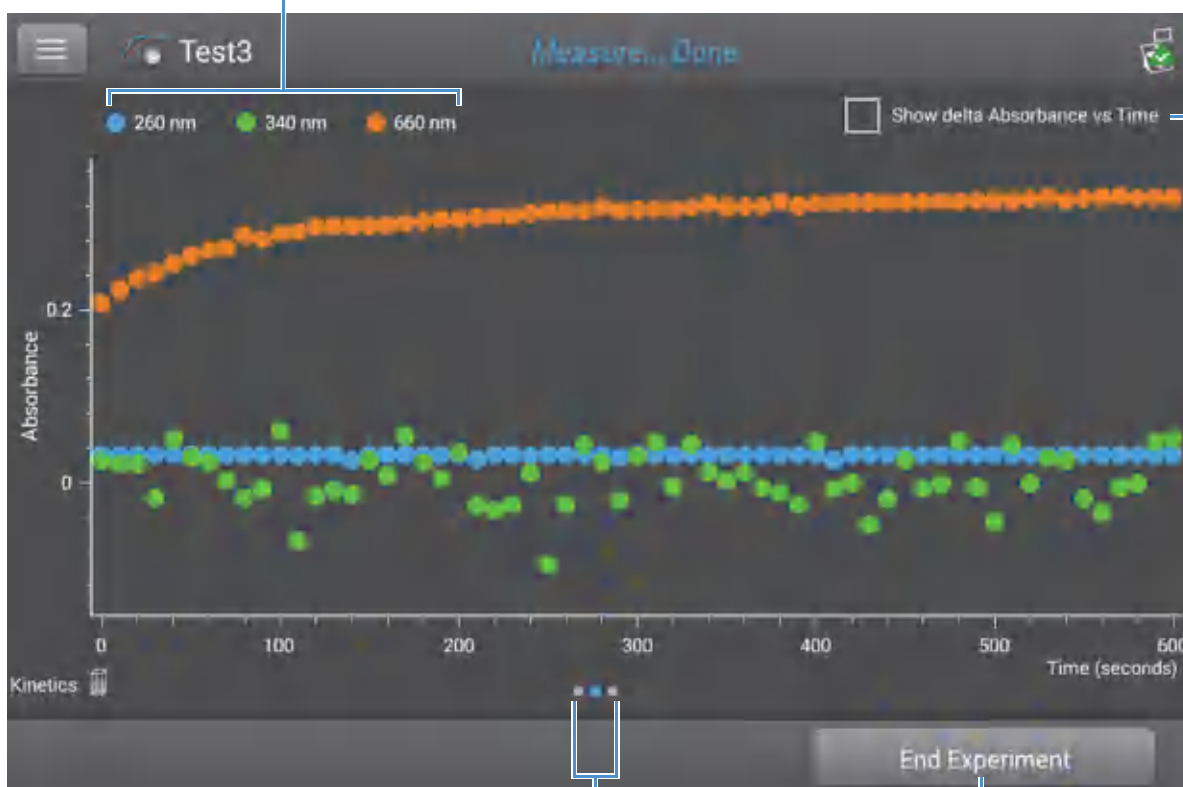 Test3
Measure... Done
260 nm 340 nm 660 nm
Show delta Absorbance vs Time
Absorbance
0.2
0
0 100 200 300 400 500 600
Time (seconds)
Kinetics
End Experiment